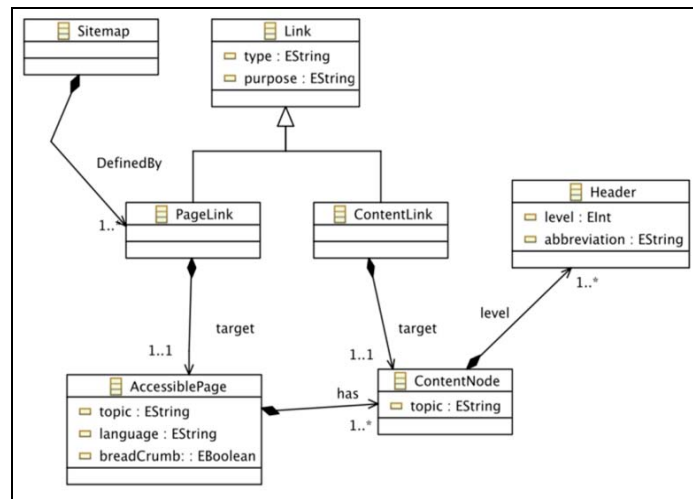 Sitemap
Link
type : EString
purpose : EString
DefinedBy
1..*
PageLink
ContentLink
Header
level : EInt
abbreviation : EString
1..*
target
1..1
target
1..1
level
AccessiblePage
topic : EString
language : EString
breadCrumb: : EBoolean
has
1..*
ContentNode
topic : EString